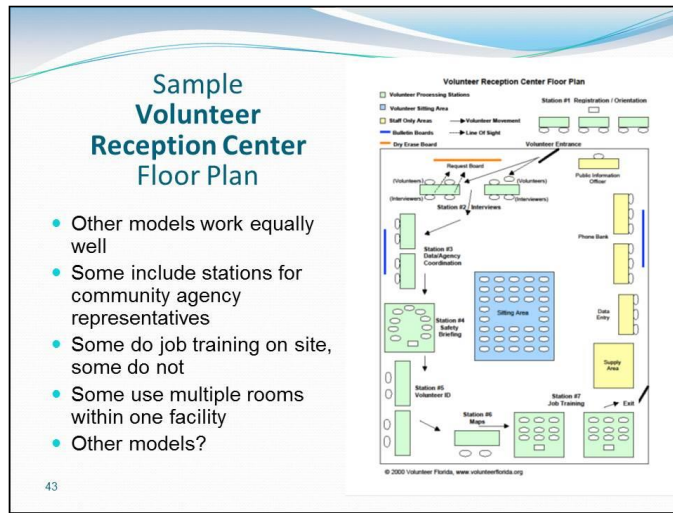 Sample
Volunteer
Reception Center
Floor Plan
• Other models work equally
well
• Some include stations for
community agency
representatives
• Some do job training on site,
some do not
• Some use multiple rooms
within one facility
• Other models?
43
Volunteer Reception Center Floor Plan
Volunteer Processing Stations
Volunteer Sitting Area
Staff Only Areas
Volunteer Movement
Bulletin Boards
Line Of Sight
Dry Erase Board
Station #1 Registration / Orientation
Volunteer Entrance
Request Board
Public Information
Officer
(Volunteers)
(Volunteers)
(Interviewers)
(Interviewers)
Station #2 Interviews
Phone Bank
Station #3
Data/Agency
Coordination
Sitting Area
Data
Entry
Station #4
Safety
Briefing
Supply
Area
Station #5
Volunteer ID
Station #6
Maps
Station #7
Job Training
Exit
© 2000 Volunteer Florida, www.volunteerflorida.org